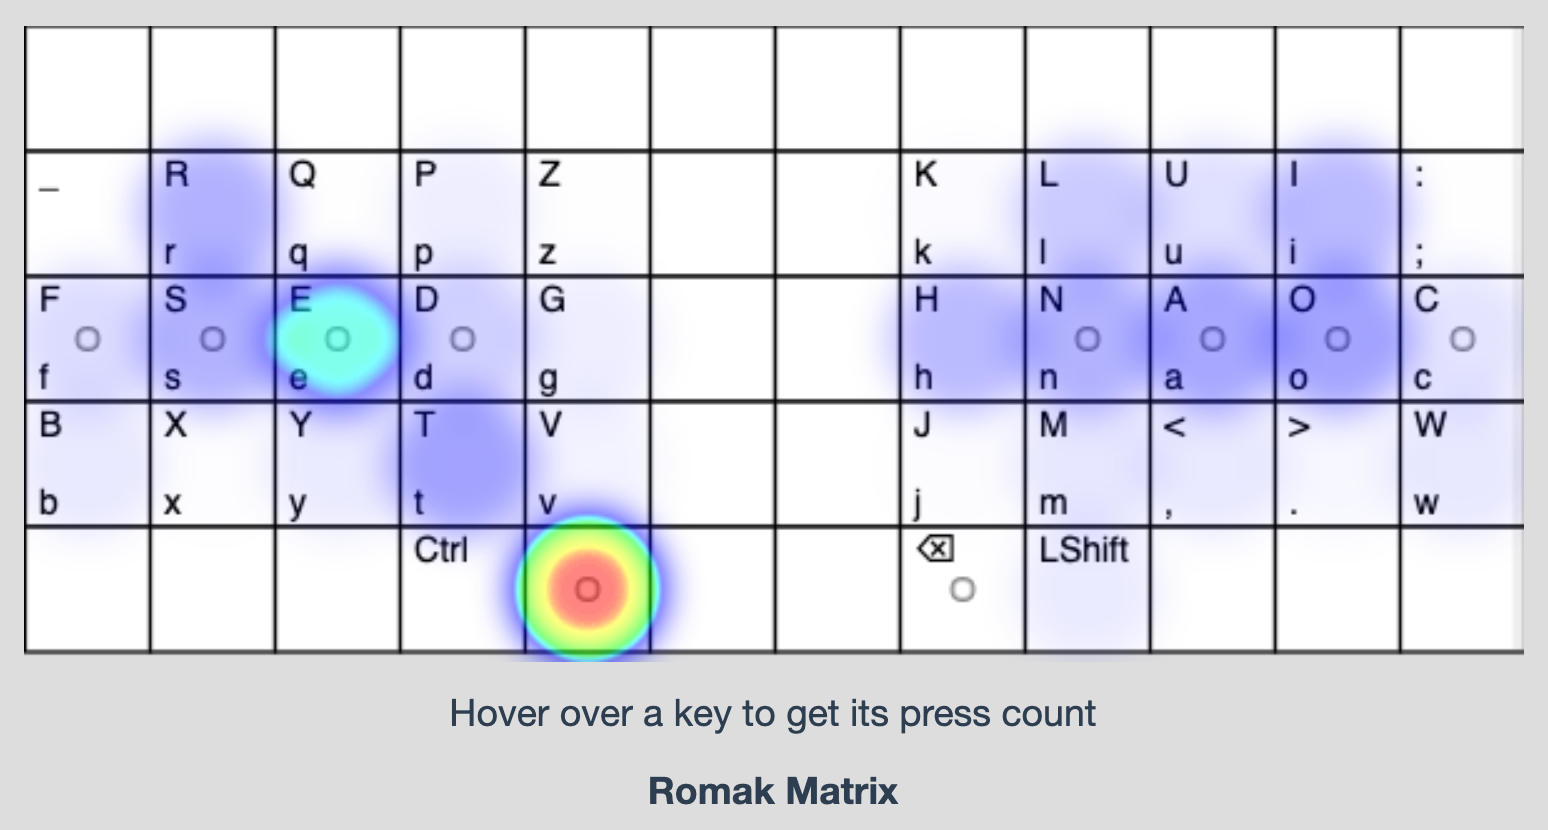 _ R Q P Z K L U I :
r q p z k l u i ;
F S E D G H N A O C
f s e d g h n a o c
B X Y T V J M < > W
b x y t v j m , . w
Ctrl ⌫ LShift
Hover over a key to get its press count
Romak Matrix